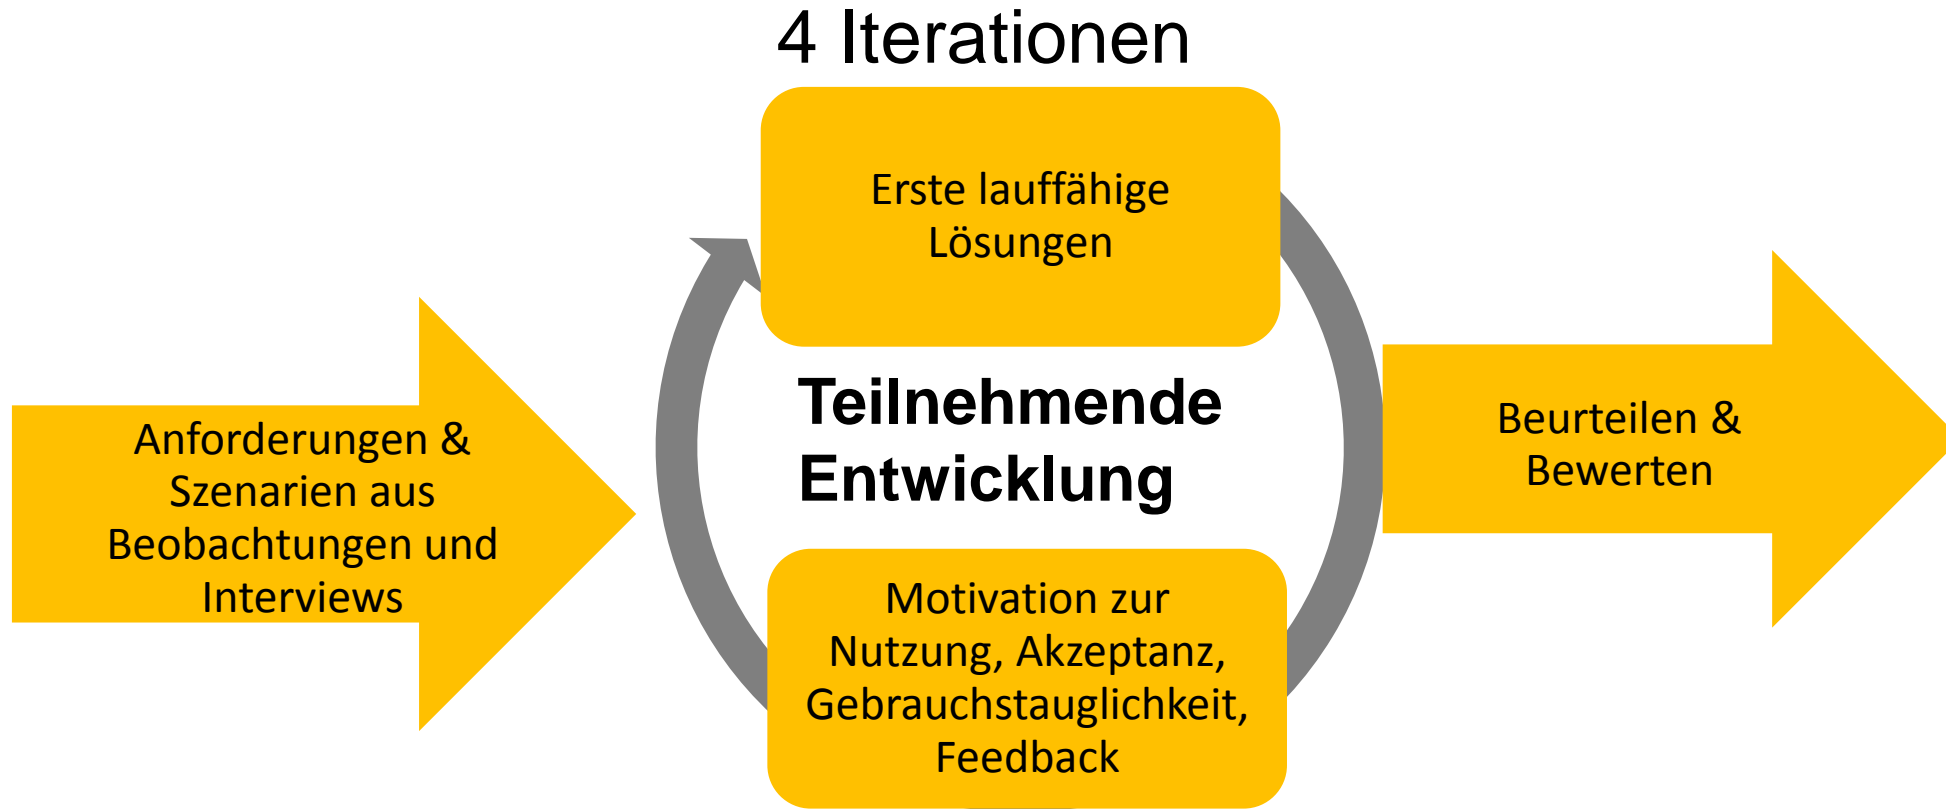 4 Iterationen
Erste lauffähige
Lösungen
Anforderungen &
Szenarien aus
Beobachtungen und
Interviews
Teilnehmende
Entwicklung
Motivation zur
Nutzung, Akzeptanz,
Gebrauchstauglichkeit,
Feedback
Beurteilen &
Bewerten